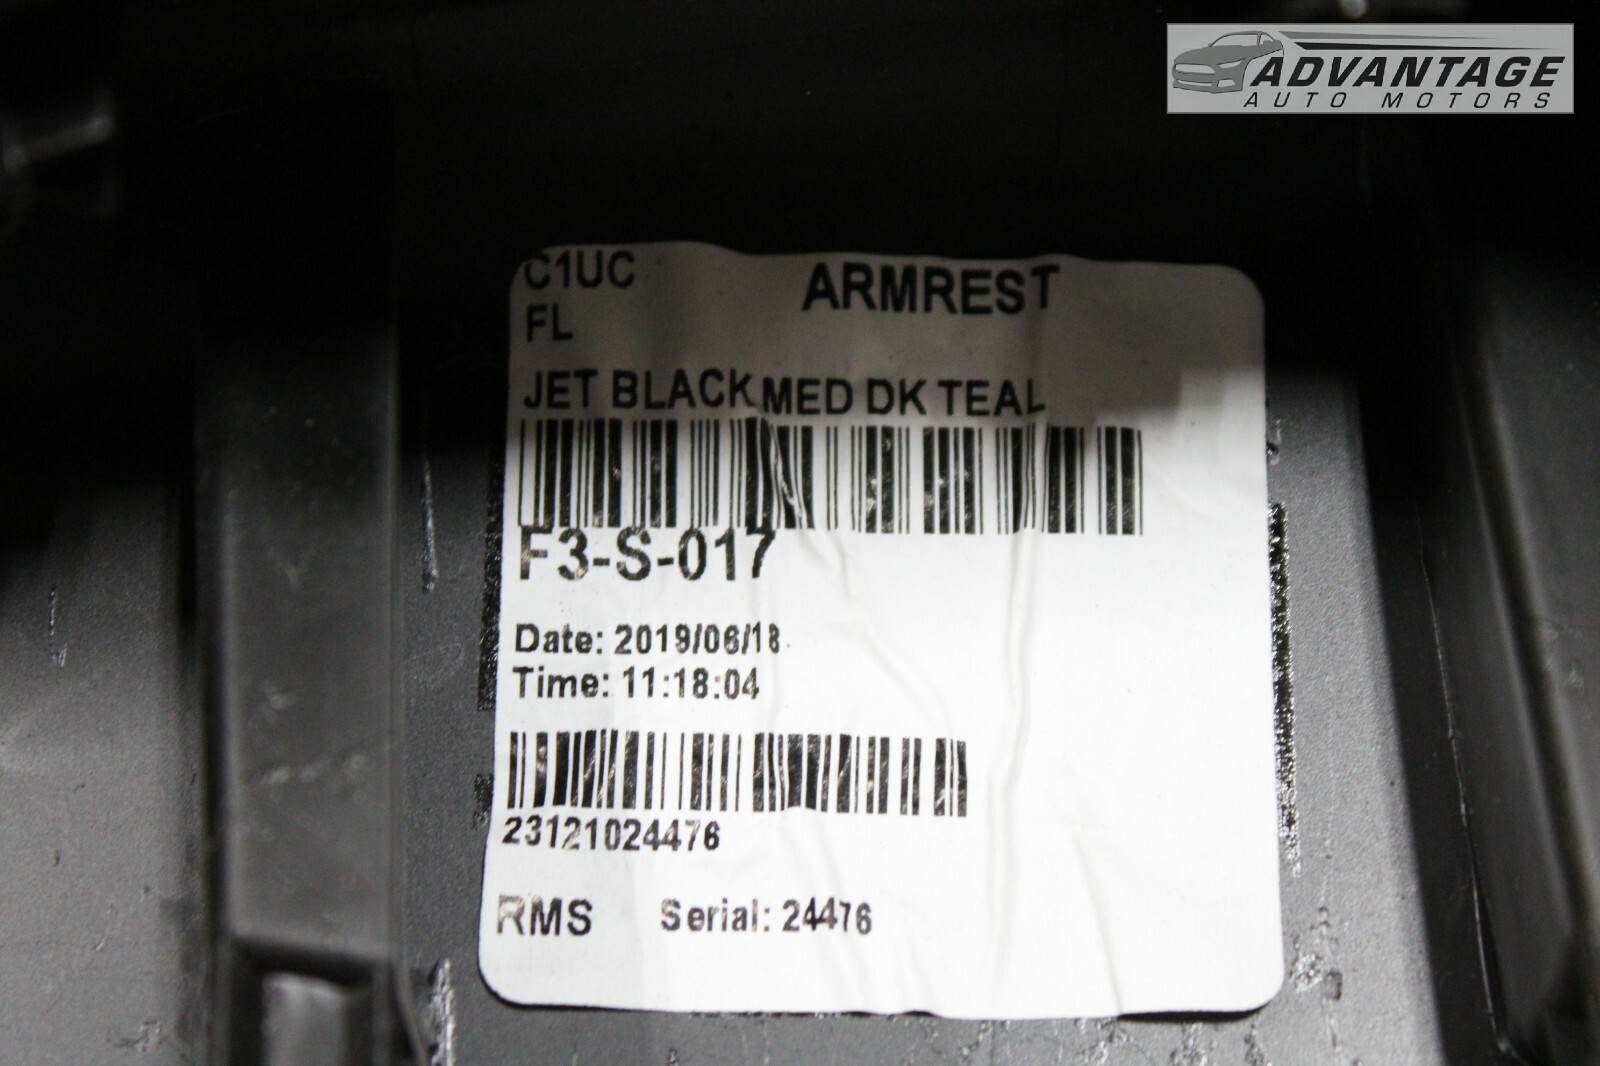 ADVANTAGE
AUTO MOTORS
C1UC
ARMREST
FL
JET BLACK MED DK TEAL
F3-S-017
Date: 2019/06/18
Time: 11:18:04
23121024476
RMS Serial: 24476